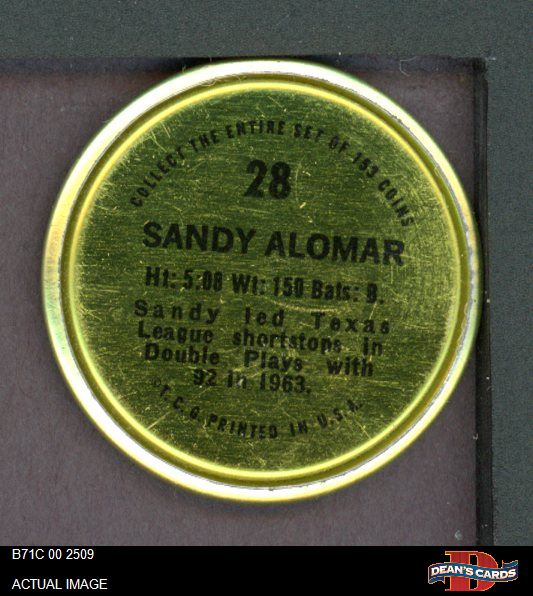 COLLECT THE ENTIRE SET OF 153 COINS
28
SANDY ALOMAR
Ht: 5.08 Wt: 150 Bats: B.
Sandy led Texas
League shortstops in
Double Plays with
92 in 1963.
©T.C.G. PRINTED IN U.S.A.
B71C 00 2509
ACTUAL IMAGE
D
DEAN'S CARDS